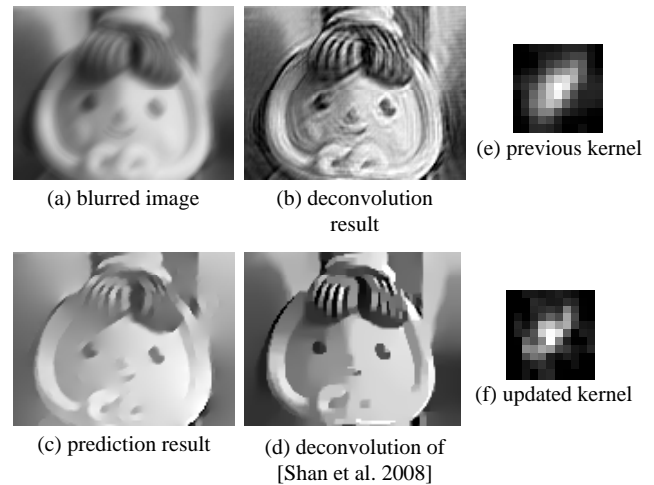 (a) blurred image
(b) deconvolution
result
(e) previous kernel
(c) prediction result
(d) deconvolution of
[Shan et al. 2008]
(f) updated kernel